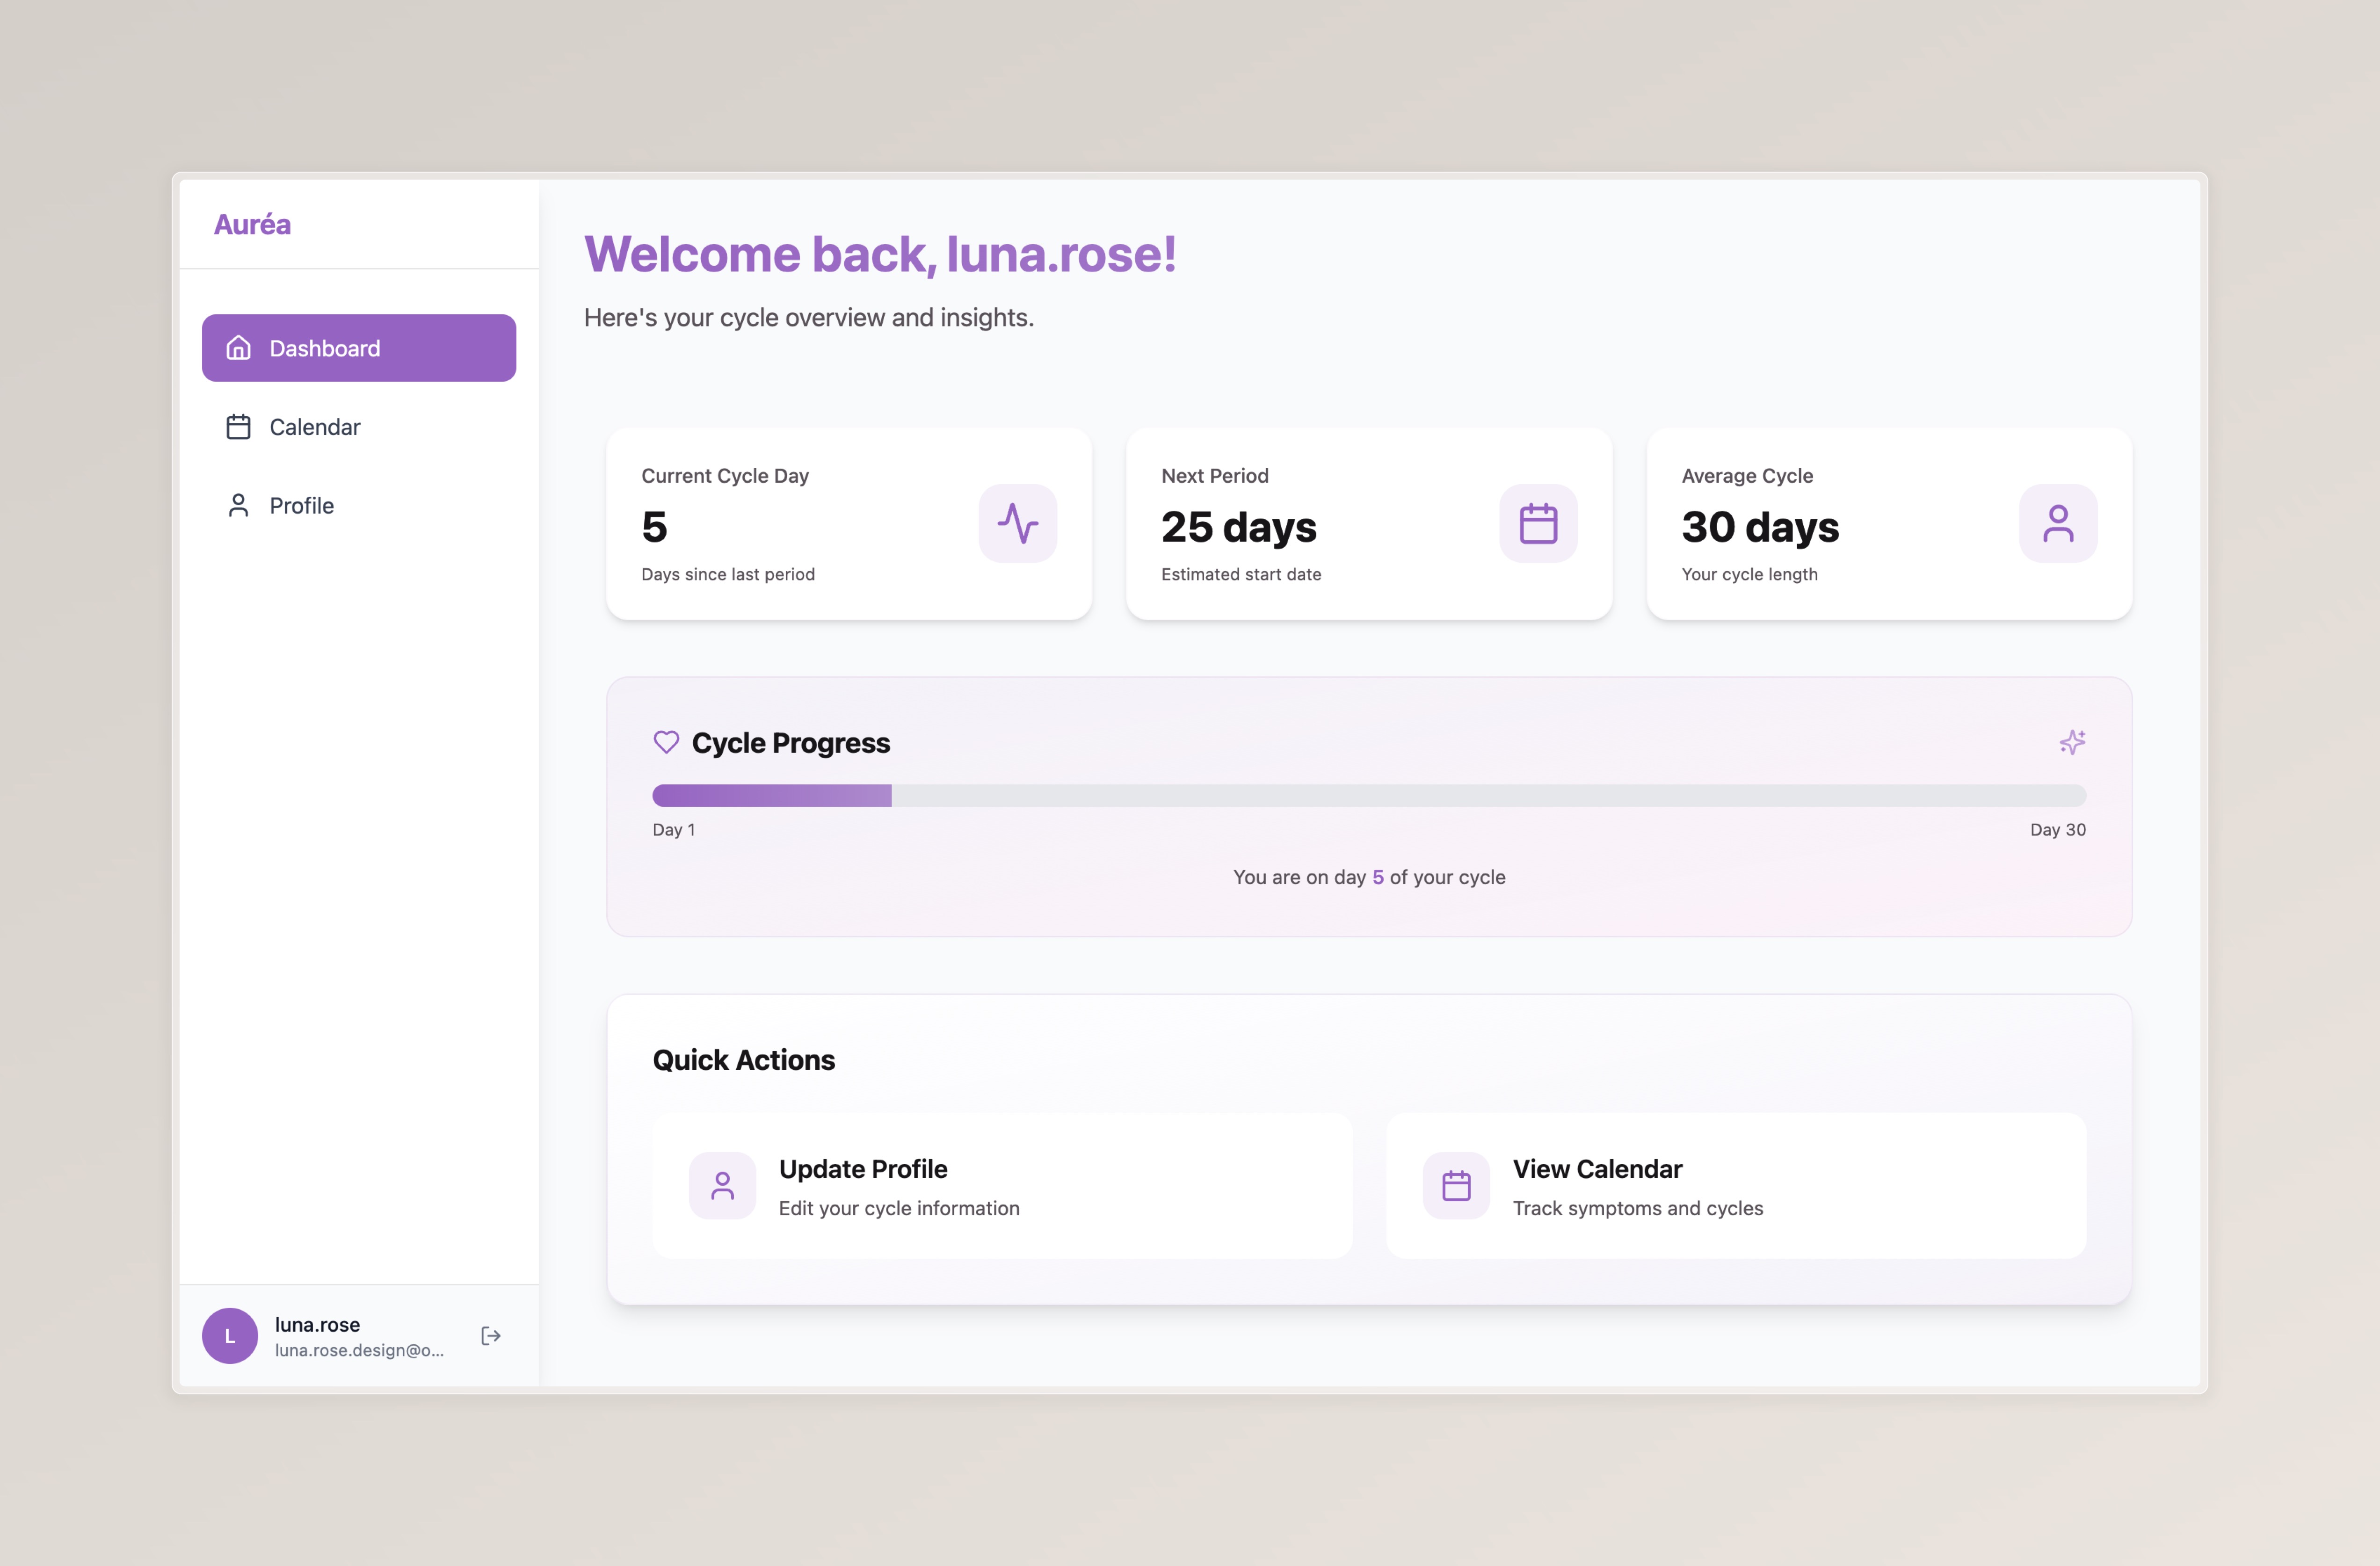 Auréa
Dashboard
Calendar
Profile
luna.rose
luna.rose.design@o...
L
Welcome back, luna.rose!
Here's your cycle overview and insights.
Current Cycle Day
5
Days since last period
Next Period
25 days
Estimated start date
Average Cycle
30 days
Your cycle length
Cycle Progress
Day 1
Day 30
You are on day 5 of your cycle
Quick Actions
Update Profile
Edit your cycle information
View Calendar
Track symptoms and cycles